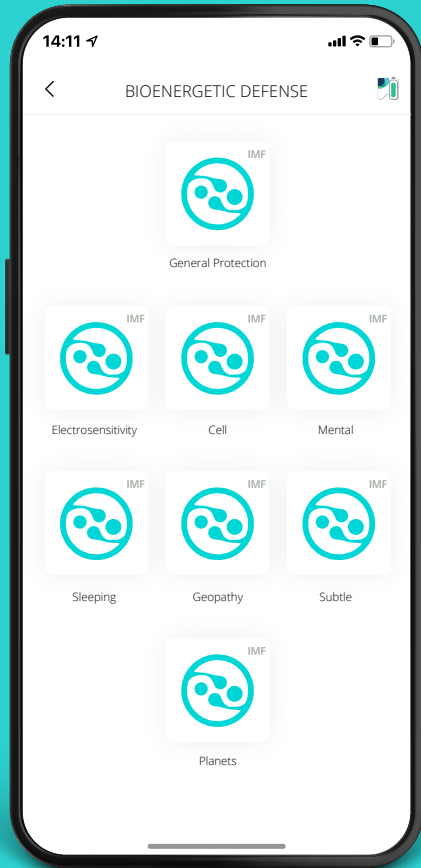 14:11
BIOENERGETIC DEFENSE
IMF
General Protection
IMF IMF IMF
Electrosensitivity Cell Mental
IMF IMF IMF
Sleeping Geopathy Subtle
IMF
Planets